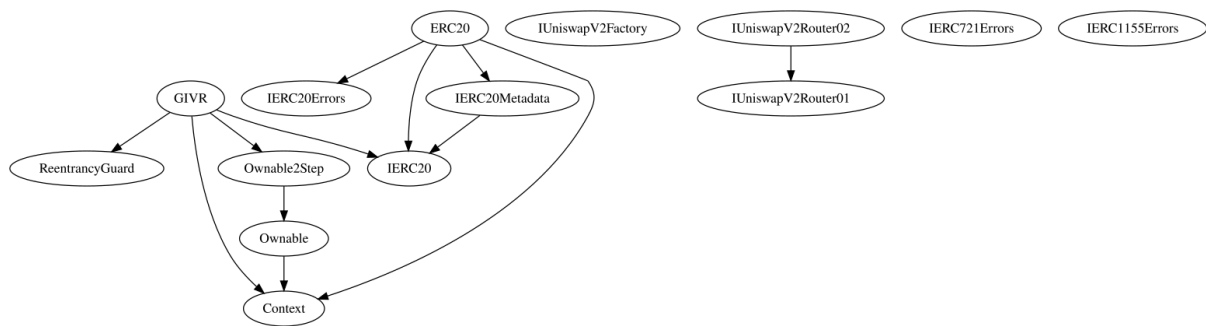 ERC20
IUniswapV2Factory
IUniswapV2Router02
IERC721Errors
IERC1155Errors
GIVR
IERC20Errors
IERC20Metadata
IUniswapV2Router01
ReentrancyGuard
Ownable2Step
IERC20
Ownable
Context